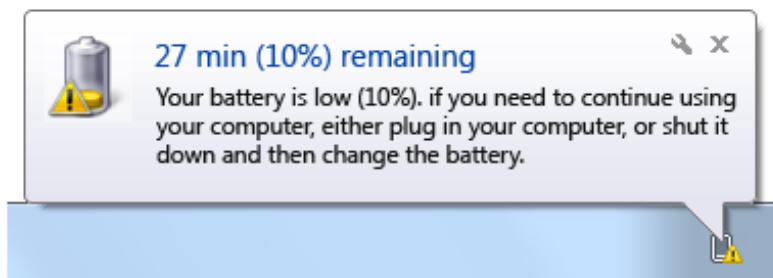 27 min (10%) remaining
Your battery is low (10%). if you need to continue using
your computer, either plug in your computer, or shut it
down and then change the battery.